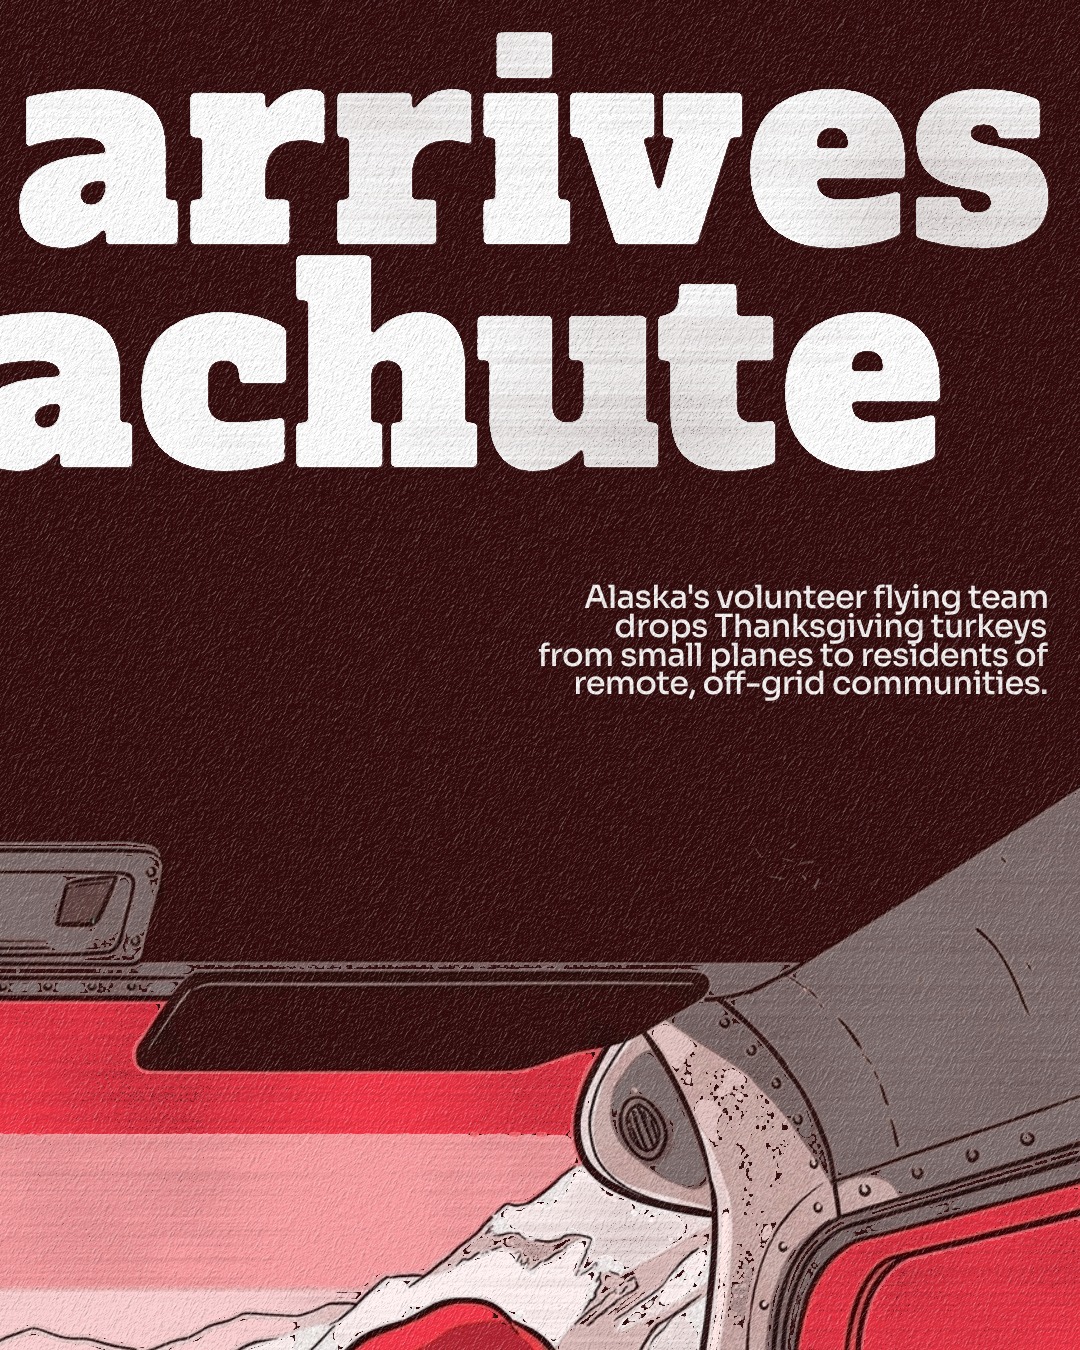 arrives
achute
Alaska's volunteer flying team
drops Thanksgiving turkeys
from small planes to residents of
remote, off-grid communities.